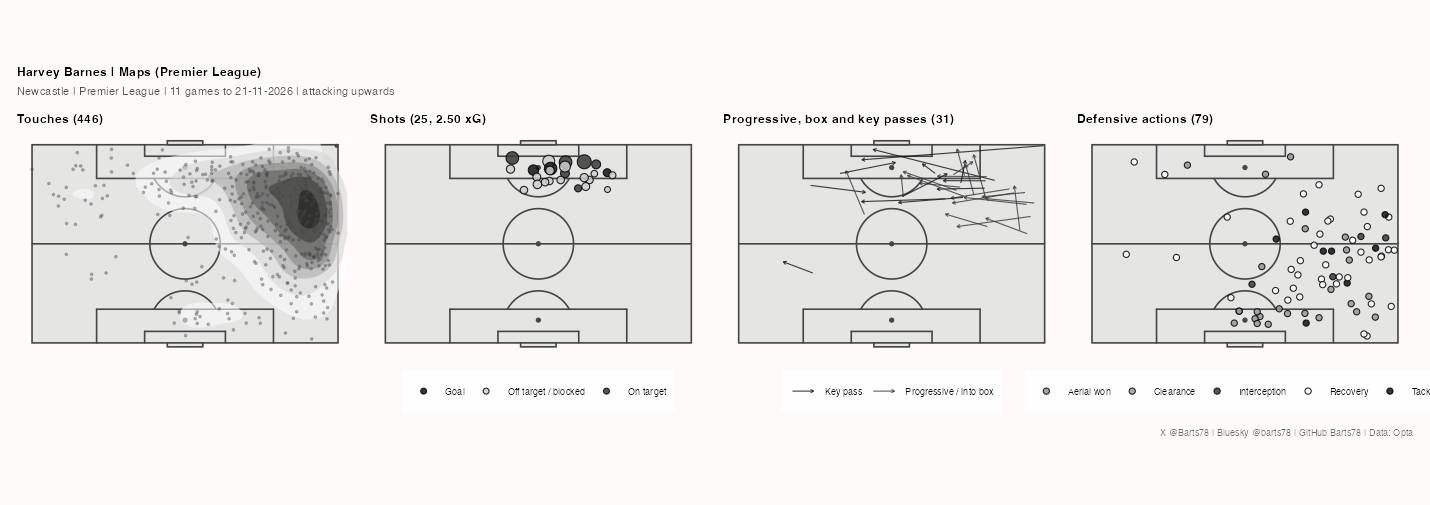 Harvey Barnes | Maps (Premier League)
Newcastle | Premier League | 11 games to 21-11-2026 | attacking upwards
Touches (446)
Shots (25, 2.50 xG)
Progressive, box and key passes (31)
Defensive actions (79)
Goal Off target / blocked On target
Key pass Progressive / into box
Aerial won Clearance Interception Recovery Tack
X @Barts78 | Bluesky @barts78 | GitHub Barts78 | Data: Opta